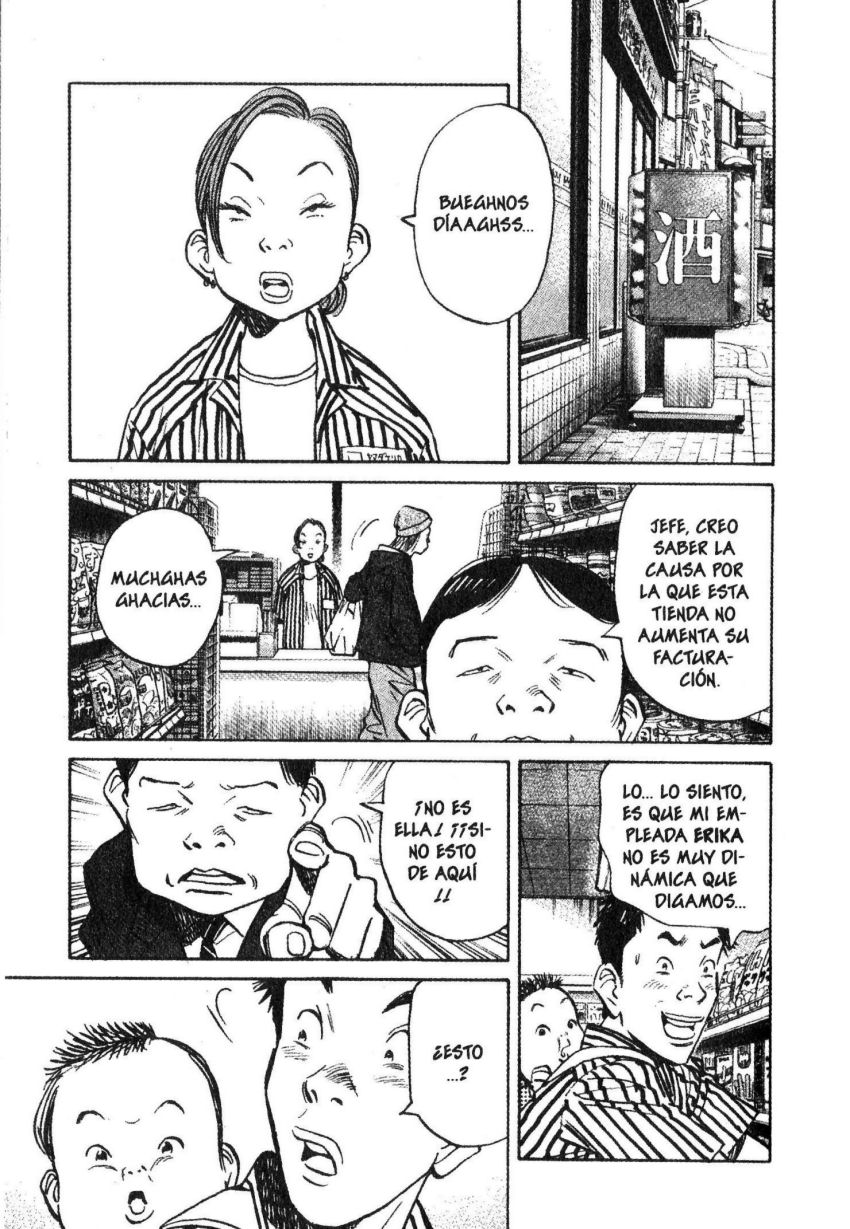 酒
BUEGHNOS
DÍAAGHSS...
JEFE, CREO
SABER LA
CAUSA POR
LA QUE ESTA
TIENDA NO
AUMENTA SU
FACTURA-
CIÓN.
MUCHGHAS
GHACIAS...
LO... LO SIENTO,
ES QUE MI EM-
PLEADA ERIKA
NO ES MUY DI-
NÁMICA QUE
DIGAMOS...
¡NO ES
ELLA! ¡¡SI-
NO ESTO
DE AQUÍ
!!
¿ESTO
...?